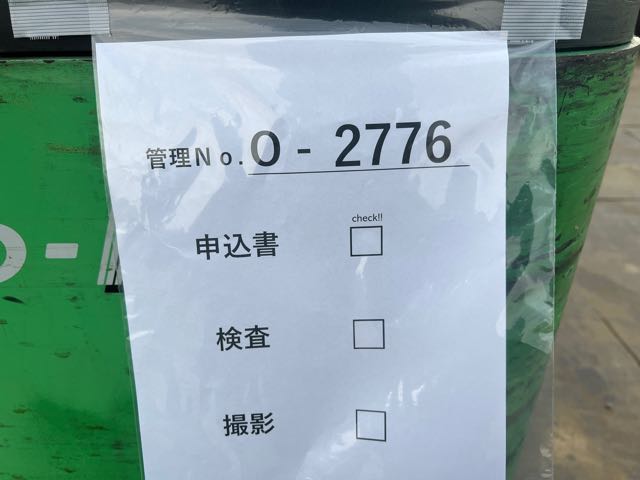 管理No.O - 2776
check!!
申込書 □
検査 □
撮影 □